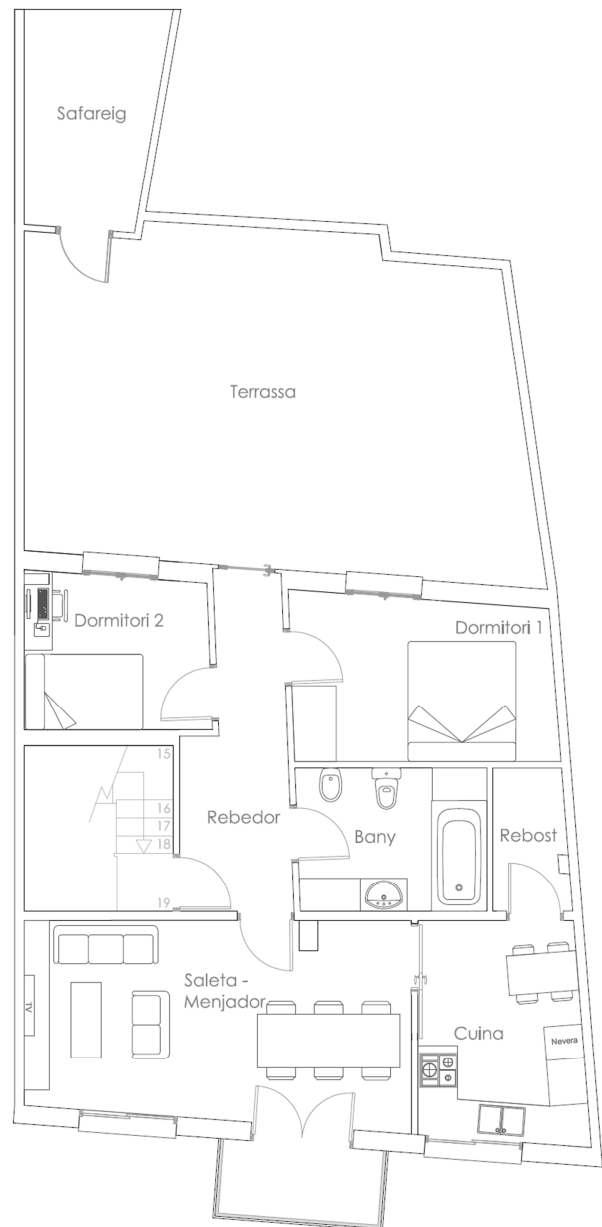 Safareig
Terrassa
Dormitori 2
Dormitori 1
15
16
17
18
19
Rebedor
Bany
Rebost
Saleta -
Menjador
TV
Cuina
Nevera